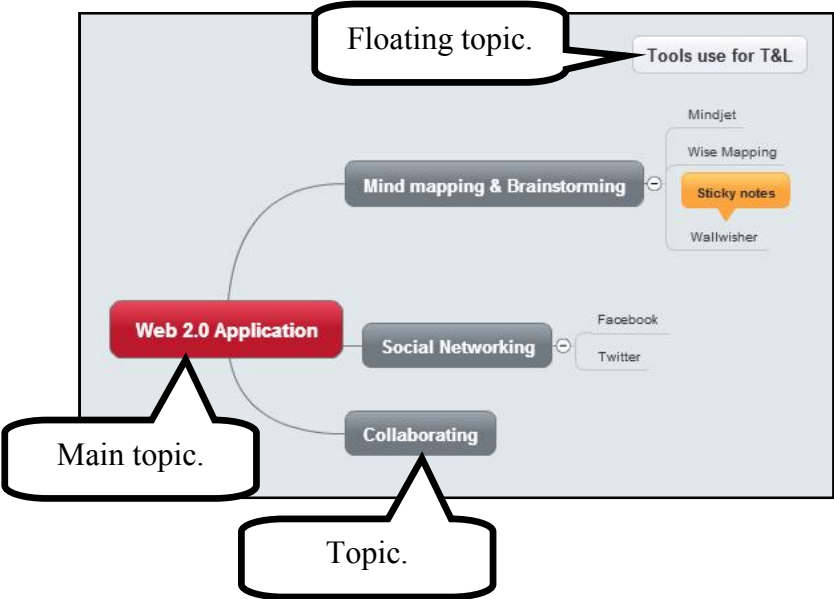 Floating topic.
Tools use for T&L
Mindjet
Wise Mapping
Mind mapping & Brainstorming
Sticky notes
Wallwisher
Web 2.0 Application
Facebook
Social Networking
Twitter
Collaborating
Main topic.
Topic.